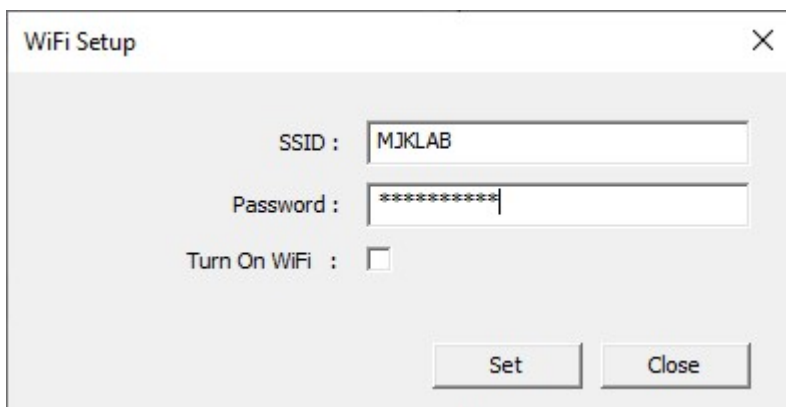 WiFi Setup
SSID : MJKLAB
Password : **********
Turn On WiFi :
Set Close